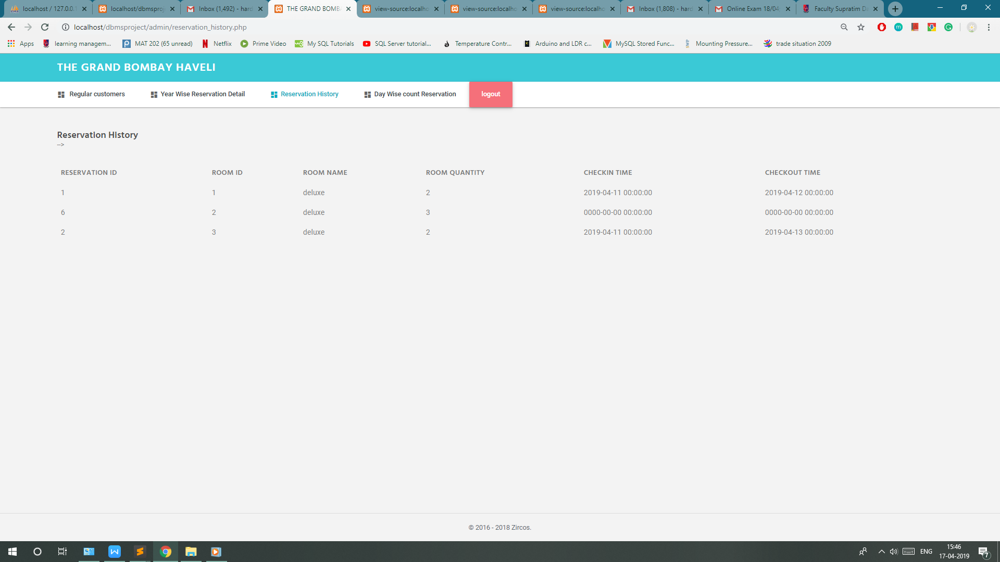 localhost / 127.0.0.1
localhost/dbmsproj
Inbox (1,492) - hard
THE GRAND BOMBA
view-source:localho
view-source:localho
view-source:localho
Inbox (1,808) - hard
Online Exam 18/04
Faculty Supratim Da
localhost/dbmsproject/admin/reservation_history.php
Apps
learning managem...
MAT 202 (65 unread)
Netflix
Prime Video
My SQL Tutorials
SQL Server tutorial...
Temperature Contr...
Arduino and LDR c...
MySQL Stored Func...
Mounting Pressure...
trade situation 2009
THE GRAND BOMBAY HAVELI
Regular customers
Year Wise Reservation Detail
Reservation History
Day Wise count Reservation
logout
Reservation History
-->
RESERVATION ID ROOM ID ROOM NAME ROOM QUANTITY CHECKIN TIME CHECKOUT TIME
1 1 deluxe 2 2019-04-11 00:00:00 2019-04-12 00:00:00
6 2 deluxe 3 0000-00-00 00:00:00 0000-00-00 00:00:00
2 3 deluxe 2 2019-04-11 00:00:00 2019-04-13 00:00:00
© 2016 - 2018 Zircos.
ENG
15:46
17-04-2019
7